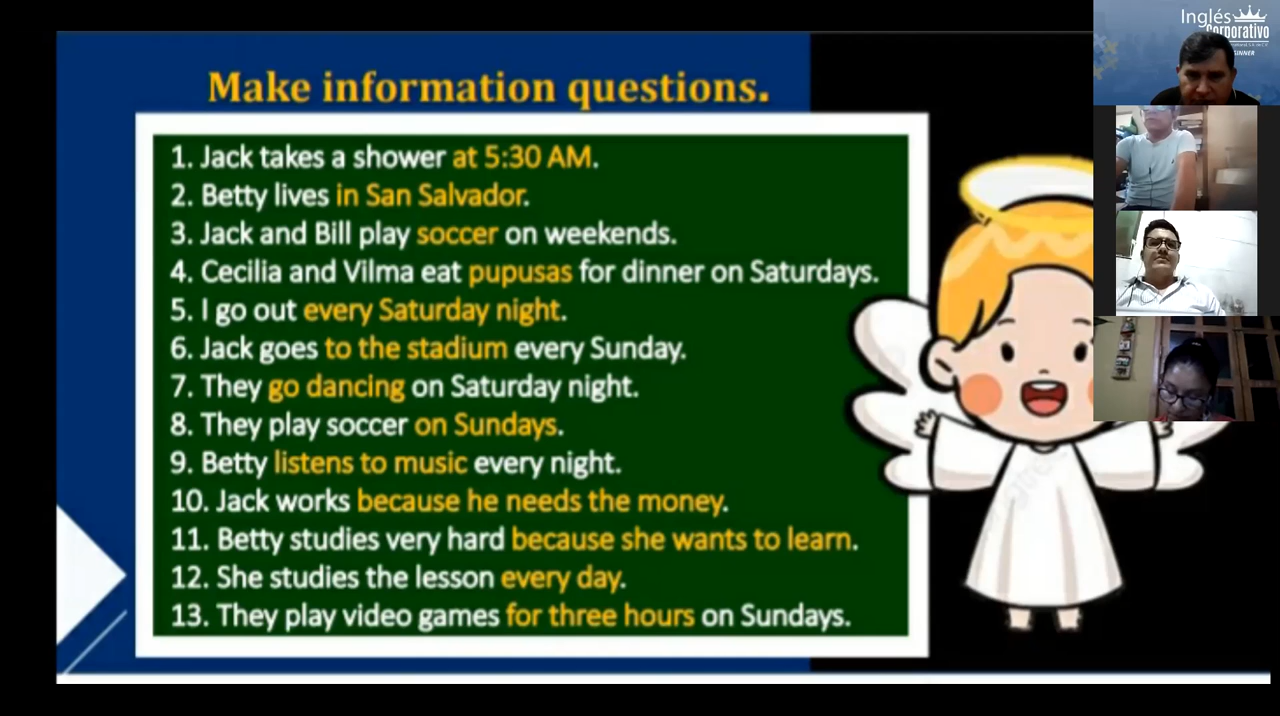 Make information questions.
1. Jack takes a shower at 5:30 AM.
2. Betty lives in San Salvador.
3. Jack and Bill play soccer on weekends.
4. Cecilia and Vilma eat pupusas for dinner on Saturdays.
5. I go out every Saturday night.
6. Jack goes to the stadium every Sunday.
7. They go dancing on Saturday night.
8. They play soccer on Sundays.
9. Betty listens to music every night.
10. Jack works because he needs the money.
11. Betty studies very hard because she wants to learn.
12. She studies the lesson every day.
13. They play video games for three hours on Sundays.
Inglés
Corporativo